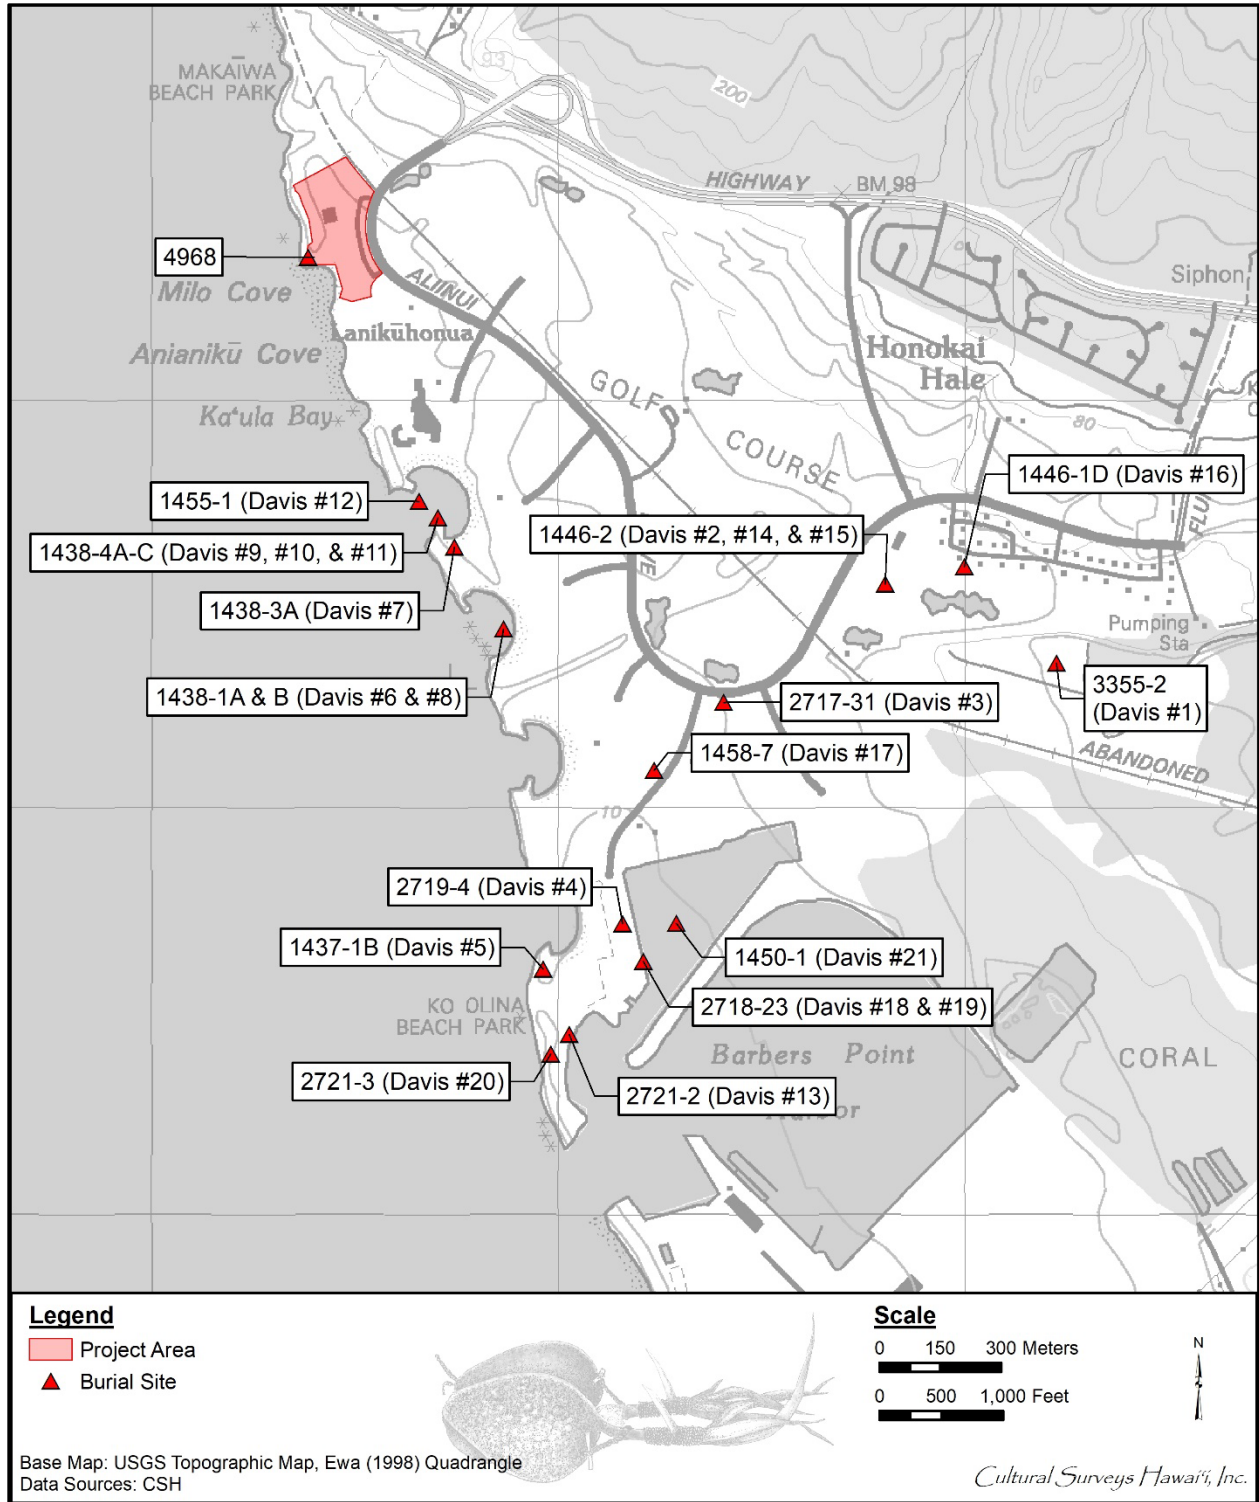 MAKAĪWA
BEACH PARK
93
200
HIGHWAY
BM 98
Siphon
4968
Milo Cove
ALIINUI
Lanikūhonua
Anianikū Cove
Honokai
Hale
GOLF
Kaʻula Bay
COURSE
80
1446-1D (Davis #16)
1455-1 (Davis #12)
1446-2 (Davis #2, #14, & #15)
1438-4A-C (Davis #9, #10, & #11)
1438-3A (Davis #7)
Pumping
Sta
1438-1A & B (Davis #6 & #8)
2717-31 (Davis #3)
3355-2
(Davis #1)
1458-7 (Davis #17)
ABANDONED
10
2719-4 (Davis #4)
1437-1B (Davis #5)
1450-1 (Davis #21)
2718-23 (Davis #18 & #19)
KO OLINA
BEACH PARK
Barbers Point
CORAL
2721-3 (Davis #20)
2721-2 (Davis #13)
Legend
Project Area
Burial Site
Scale
0 150 300 Meters
0 500 1,000 Feet
N
Base Map: USGS Topographic Map, Ewa (1998) Quadrangle
Data Sources: CSH
Cultural Surveys Hawaiʻi, Inc.